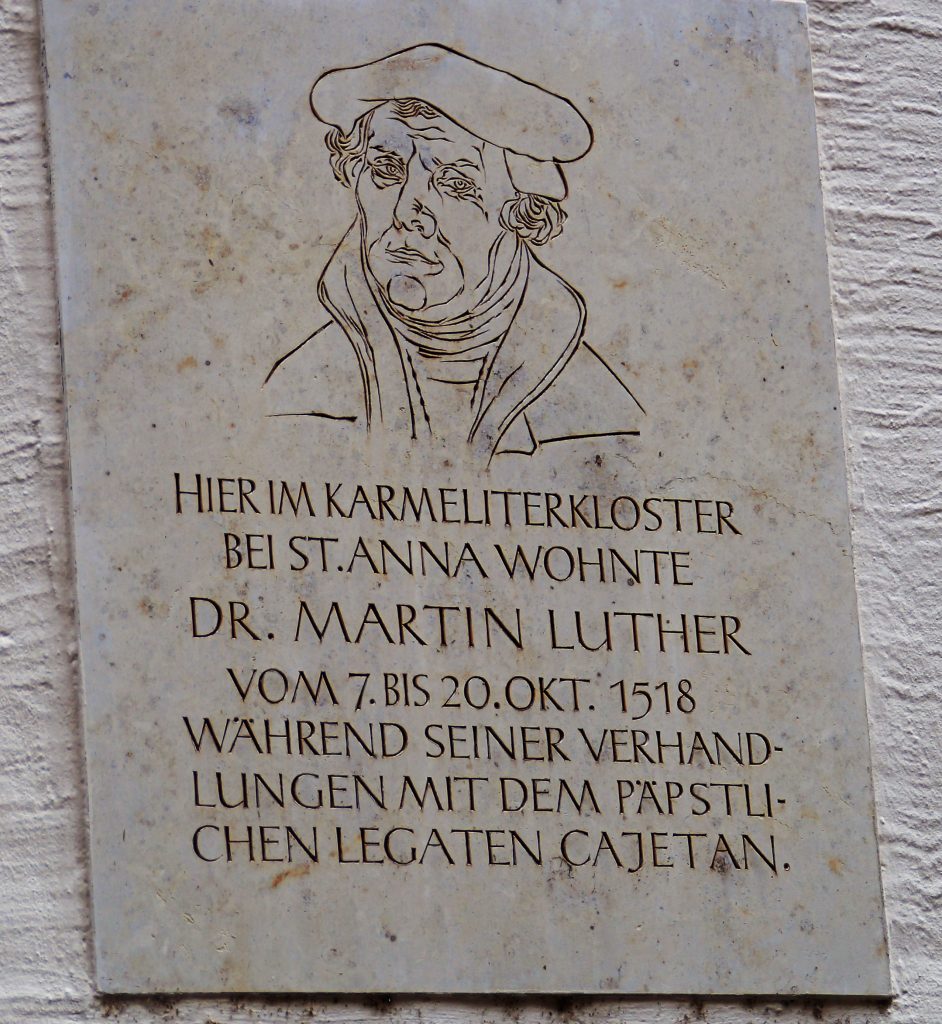 HIER IM KARMELITERKLOSTER
BEI ST. ANNA WOHNTE
DR. MARTIN LUTHER
VOM 7. BIS 20. OKT. 1518
WÄHREND SEINER VERHAND-
LUNGEN MIT DEM PÄPSTLI-
CHEN LEGATEN CAJETAN.